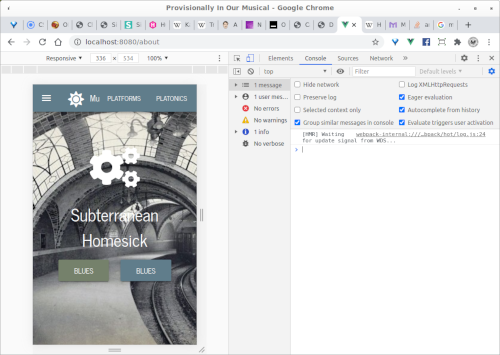 Provisionally In Our Musical - Google Chrome
localhost:8080/about
Responsive 336 × 534 100%
Elements Console Sources Network
top Filter Default levels
Mu PLATFORMS PLATONICS
Subterranean
Homesick
BLUES BLUES
1 message
1 user mes...
No errors
No warnings
1 info
No verbose
Hide network Log XMLHttpRequests
Preserve log Eager evaluation
Selected context only Autocomplete from history
Group similar messages in console Evaluate triggers user activation
[HMR] Waiting webpack-internal:///…bpack/hot/log.js:24
for update signal from WDS...